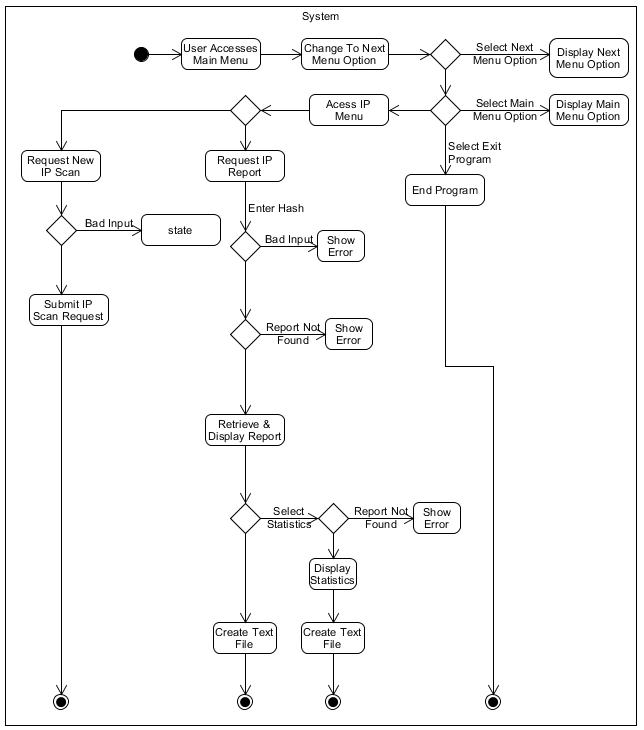 System
User Accesses
Main Menu
Change To Next
Menu Option
Select Next
Menu Option
Display Next
Menu Option
Acess IP
Menu
Select Main
Menu Option
Display Main
Menu Option
Request New
IP Scan
Request IP
Report
Select Exit
Program
End Program
Enter Hash
Bad Input
state
Bad Input
Show
Error
Submit IP
Scan Request
Report Not
Found
Show
Error
Retrieve &
Display Report
Select
Statistics
Report Not
Found
Show
Error
Display
Statistics
Create Text
File
Create Text
File